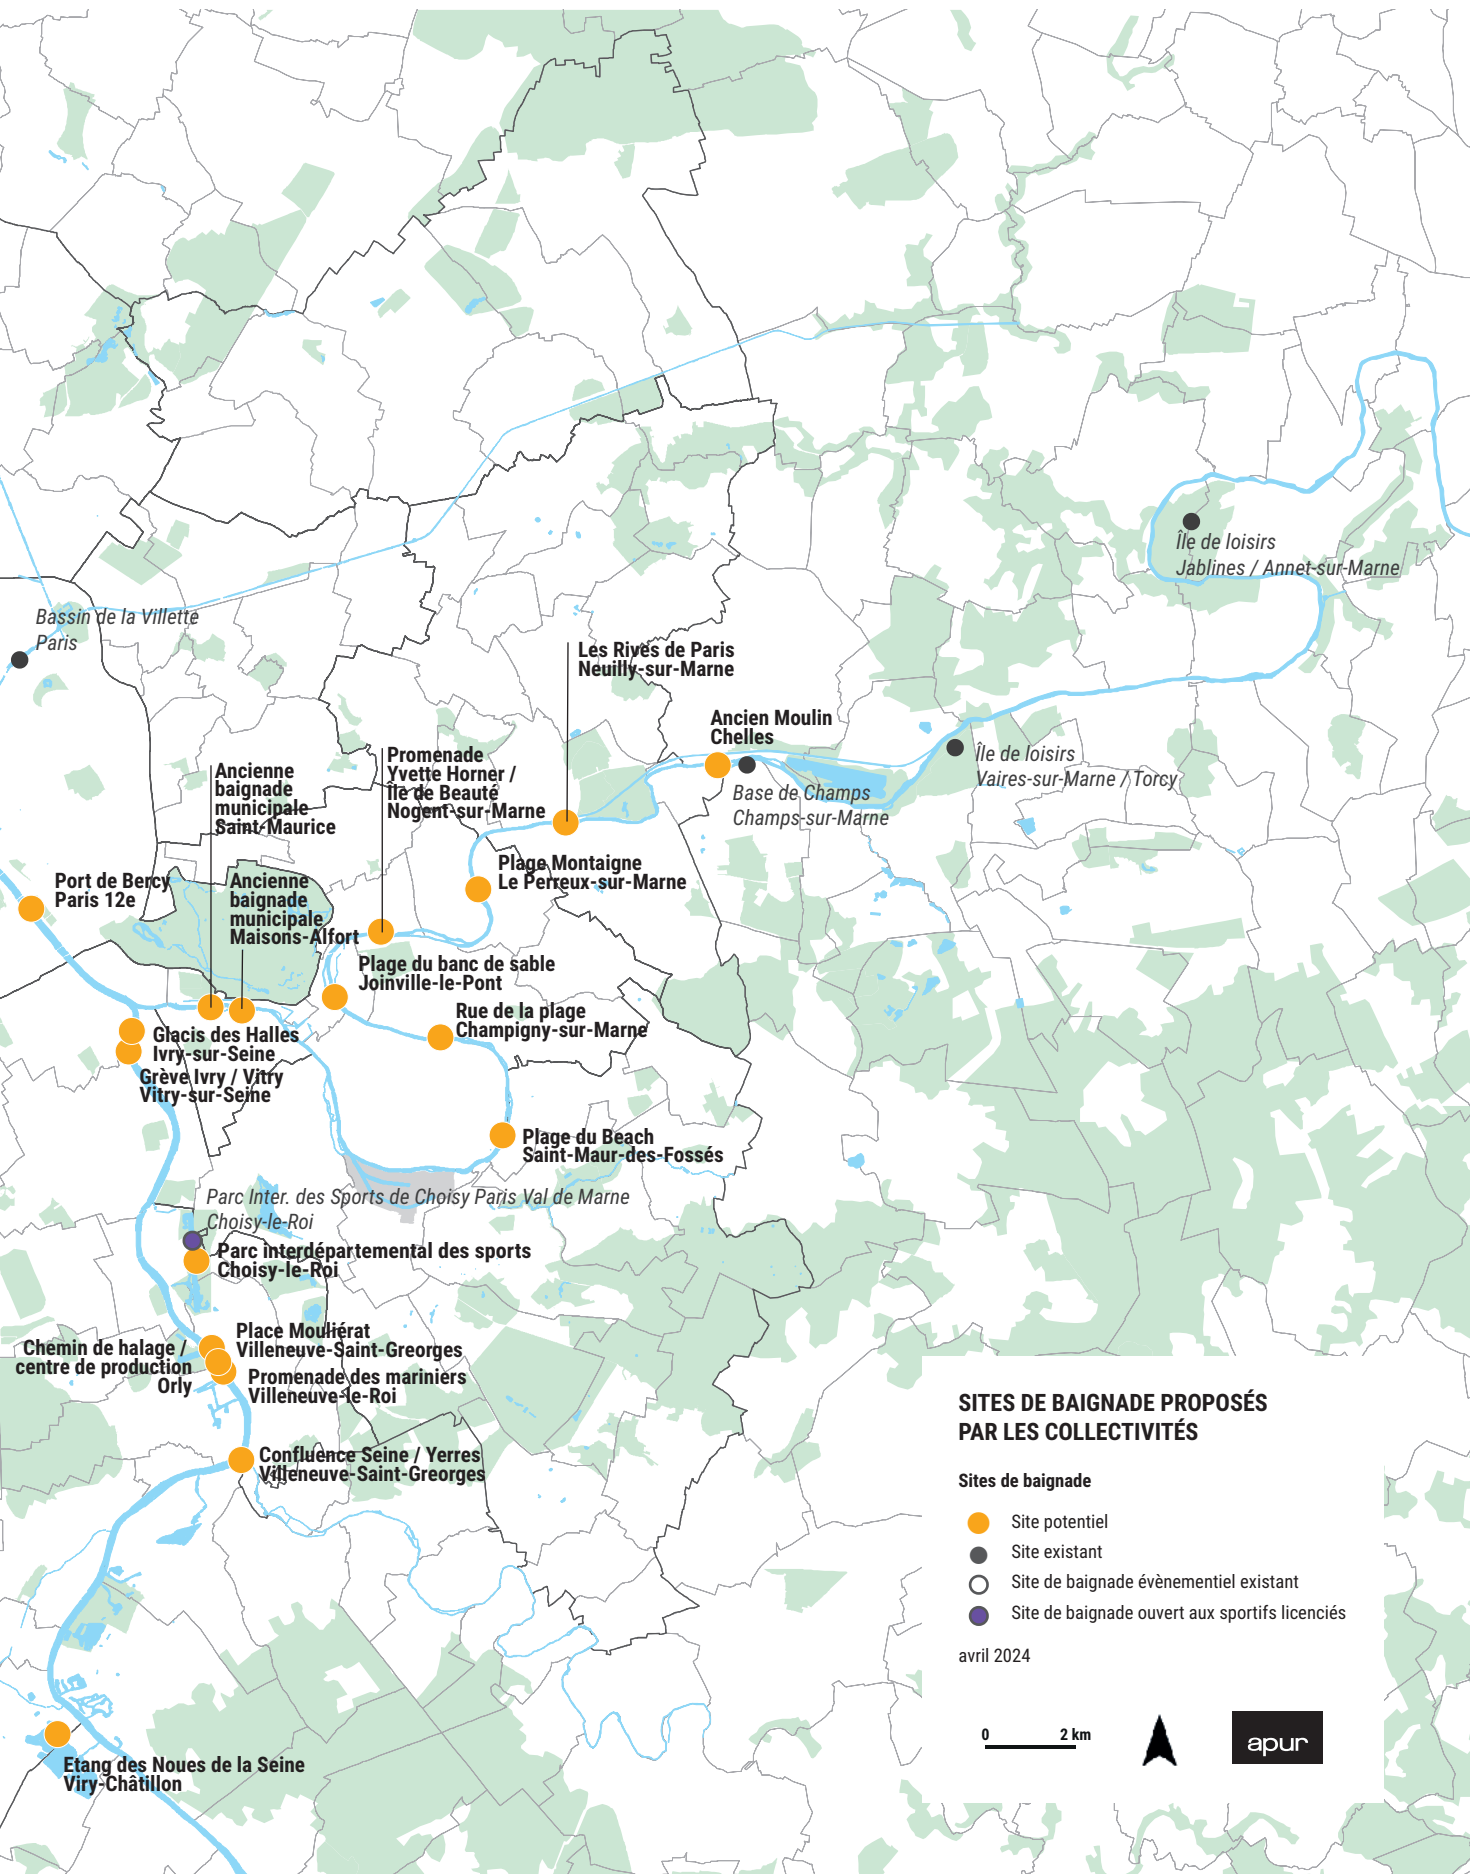 Île de loisirs
Jablines / Annet-sur-Marne
Bassin de la Villette
Paris
Les Rives de Paris
Neuilly-sur-Marne
Ancien Moulin
Chelles
Île de loisirs
Vaires-sur-Marne / Torcy
Base de Champs
Champs-sur-Marne
Promenade
Yvette Horner /
Île de Beauté
Nogent-sur-Marne
Ancienne
baignade
municipale
Saint-Maurice
Plage Montaigne
Le Perreux-sur-Marne
Port de Bercy
Paris 12e
Ancienne
baignade
municipale
Maisons-Alfort
Plage du banc de sable
Joinville-le-Pont
Rue de la plage
Champigny-sur-Marne
Glacis des Halles
Ivry-sur-Seine
Grève Ivry / Vitry
Vitry-sur-Seine
Plage du Beach
Saint-Maur-des-Fossés
Parc Inter. des Sports de Choisy Paris Val de Marne
Choisy-le-Roi
Parc interdépartemental des sports
Choisy-le-Roi
Place Mouliérat
Villeneuve-Saint-Greorges
Chemin de halage /
centre de production
Orly
Promenade des mariniers
Villeneuve-le-Roi
Confluence Seine / Yerres
Villeneuve-Saint-Greorges
Etang des Noues de la Seine
Viry-Châtillon
SITES DE BAIGNADE PROPOSÉS
PAR LES COLLECTIVITÉS
Sites de baignade
Site potentiel
Site existant
Site de baignade évènementiel existant
Site de baignade ouvert aux sportifs licenciés
avril 2024
0 2 km
apur